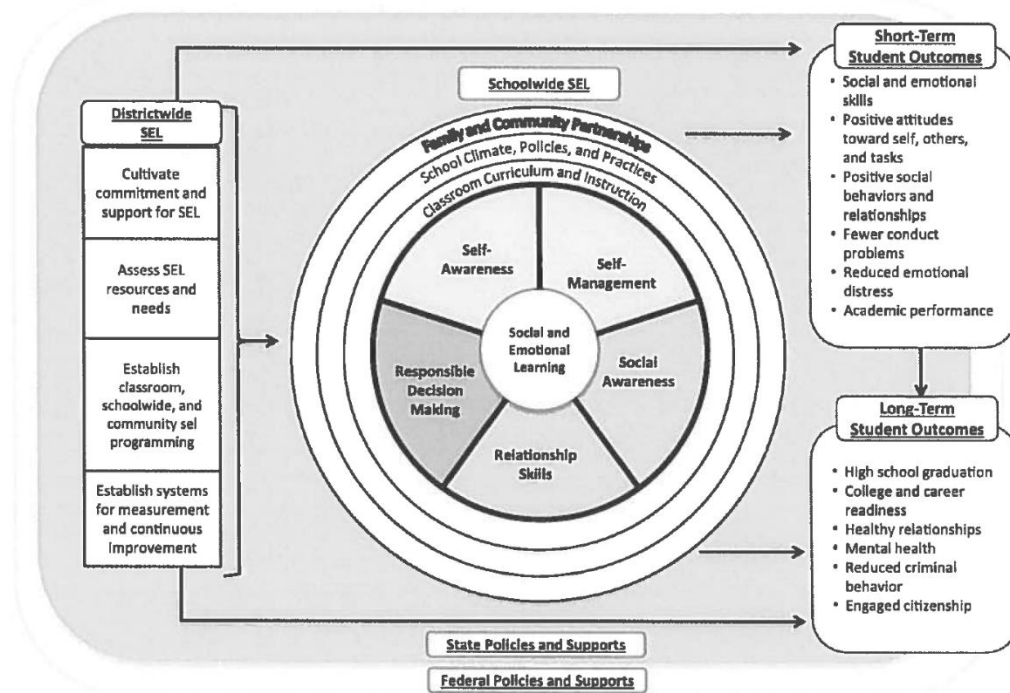 Districtwide
SEL
Cultivate
commitment and
support for SEL
Assess SEL
resources and
needs
Establish
classroom,
schoolwide, and
community sel
programming
Establish systems
for measurement
and continuous
improvement
Schoolwide SEL
Family and Community Partnerships
School Climate, Policies, and Practices
Classroom Curriculum and Instruction
Self-
Awareness
Self-
Management
Social and
Emotional
Learning
Responsible
Decision
Making
Social
Awareness
Relationship
Skills
Short-Term
Student Outcomes
• Social and emotional
skills
• Positive attitudes
toward self, others,
and tasks
• Positive social
behaviors and
relationships
• Fewer conduct
problems
• Reduced emotional
distress
• Academic performance
Long-Term
Student Outcomes
• High school graduation
• College and career
readiness
• Healthy relationships
• Mental health
• Reduced criminal
behavior
• Engaged citizenship
State Policies and Supports
Federal Policies and Supports